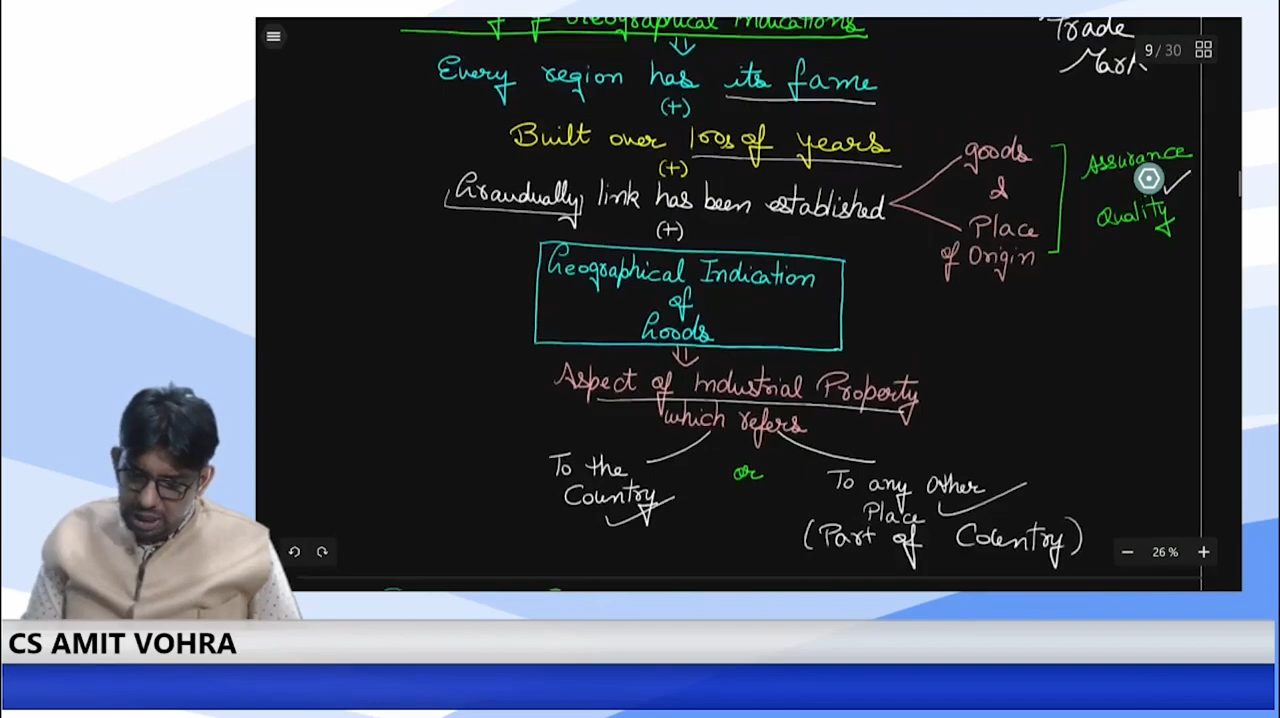 Geographical Indications
Trade
Mark
9 / 30
Every region has its fame
(+)
Built over 100s of years
(+)
Graudually link has been established
goods
&
Place
of Origin
Assurance
Quality
(+)
Geographical Indication
of
Goods
Aspect of Industrial Property
which refers
To the
Country
or
To any other
Place
(Part of Country)
26 %
CS AMIT VOHRA